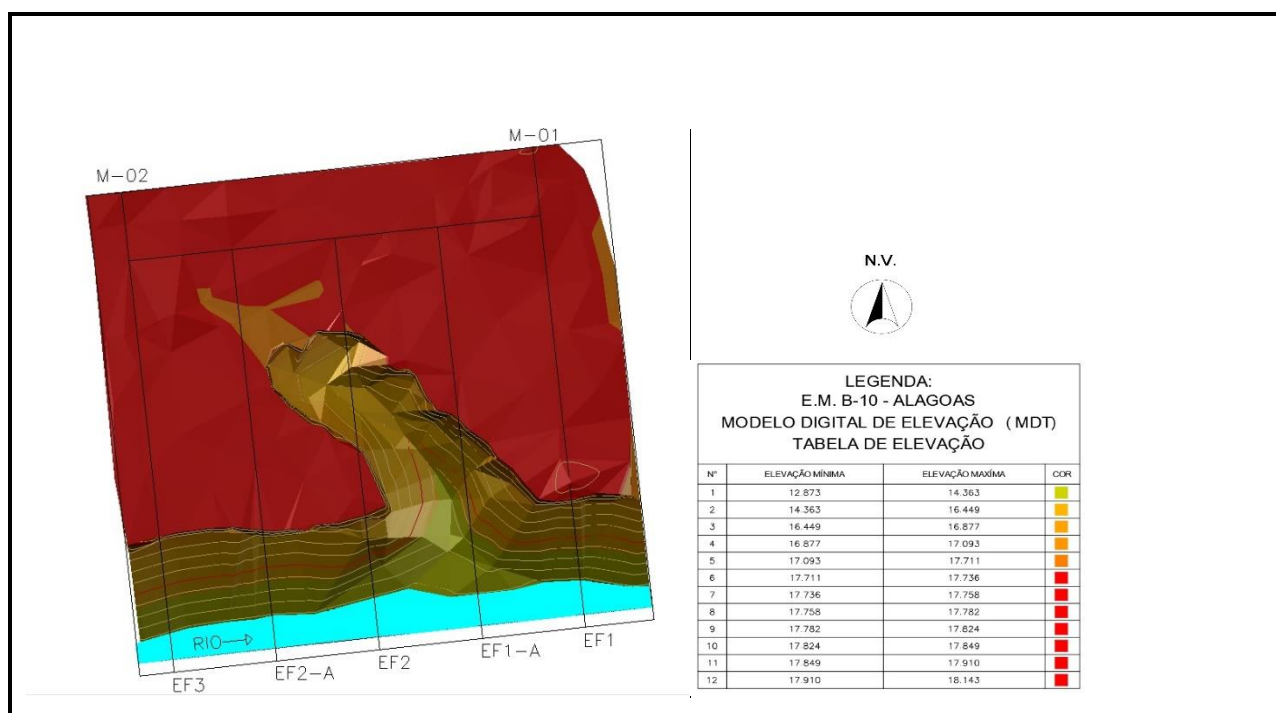 M-01
M-02
N.V.
RIO
EF3
EF2-A
EF2
EF1-A
EF1
LEGENDA:
E.M. B-10 - ALAGOAS
MODELO DIGITAL DE ELEVAÇÃO ( MDT)
TABELA DE ELEVAÇÃO
Nº ELEVAÇÃO MÍNIMA ELEVAÇÃO MAXÍMA COR
1 12.873 14.363
2 14.363 16.449
3 16.449 16.877
4 16.877 17.093
5 17.093 17.711
6 17.711 17.736
7 17.736 17.758
8 17.758 17.782
9 17.782 17.824
10 17.824 17.849
11 17.849 17.910
12 17.910 18.143